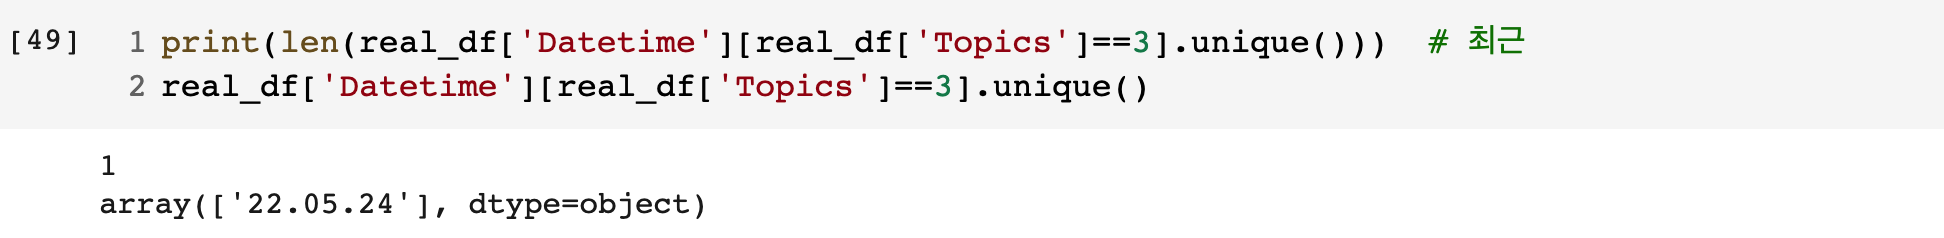 [49] 1 print(len(real_df['Datetime'][real_df['Topics']==3].unique())) # 최근
2 real_df['Datetime'][real_df['Topics']==3].unique()
1
array(['22.05.24'], dtype=object)